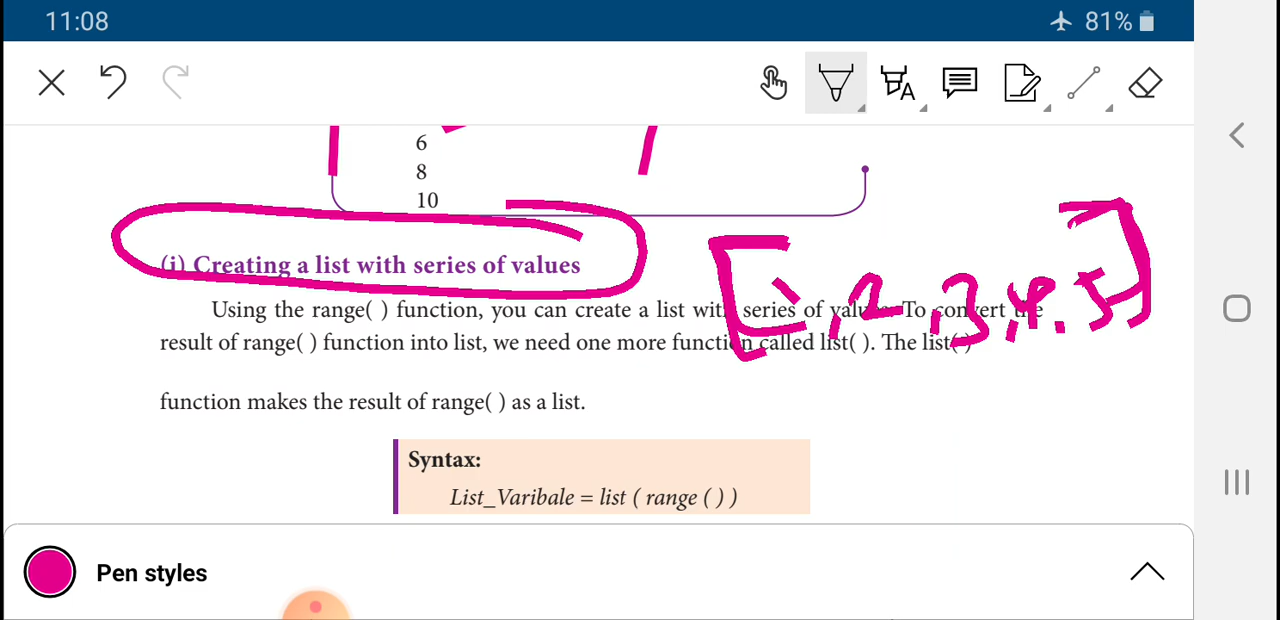 11:08 81%
A
6
8
10
(i) Creating a list with series of values
[1,2,3,4,5]
Using the range( ) function, you can create a list with series of values. To convert the
result of range( ) function into list, we need one more function called list( ). The list( )
function makes the result of range( ) as a list.
Syntax:
List_Varibale = list ( range ( ) )
Pen styles